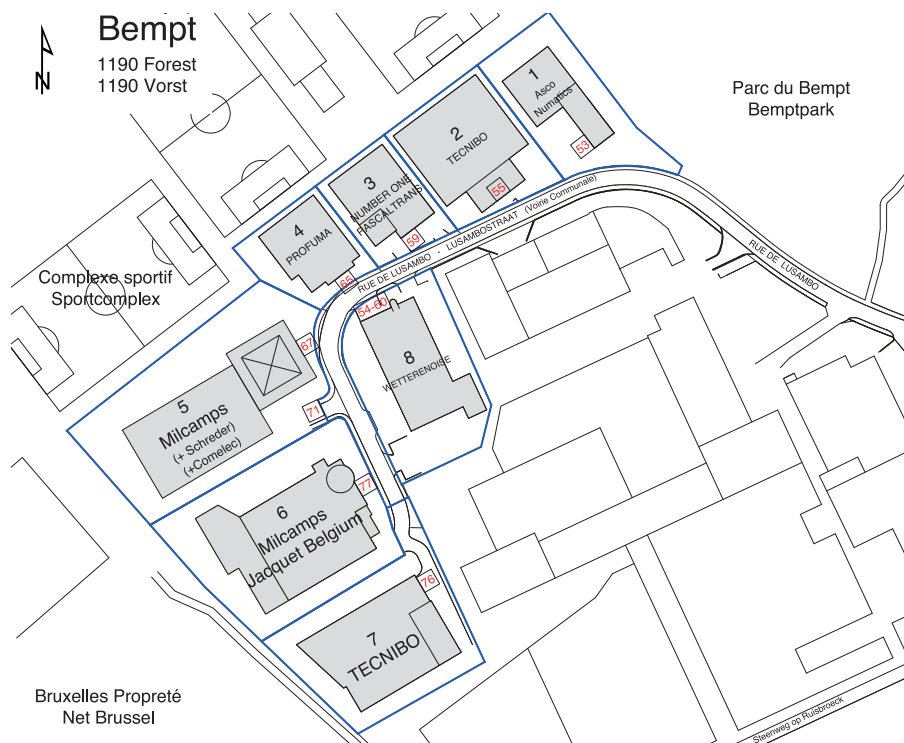 Bempt
1190 Forest
1190 Vorst
N
Parc du Bempt
Bemptpark
1
Asco
Numatics
53
2
TECNIBO
55
3
NUMBER ONE
PASCALTRANS
59
4
PROFUMA
65
RUE DE LUSAMBO - LUSAMBOSTRAAT (Voirie Communale)
RUE DE LUSAMBO
Complexe sportif
Sportcomplex
54-60
8
WETTERENOISE
67
5
Milcamps
(+ Schreder)
(+Comelec)
71
77
6
Milcamps
Jacquet Belgium
76
7
TECNIBO
Bruxelles Propreté
Net Brussel
Steenweg op Ruisbroeck